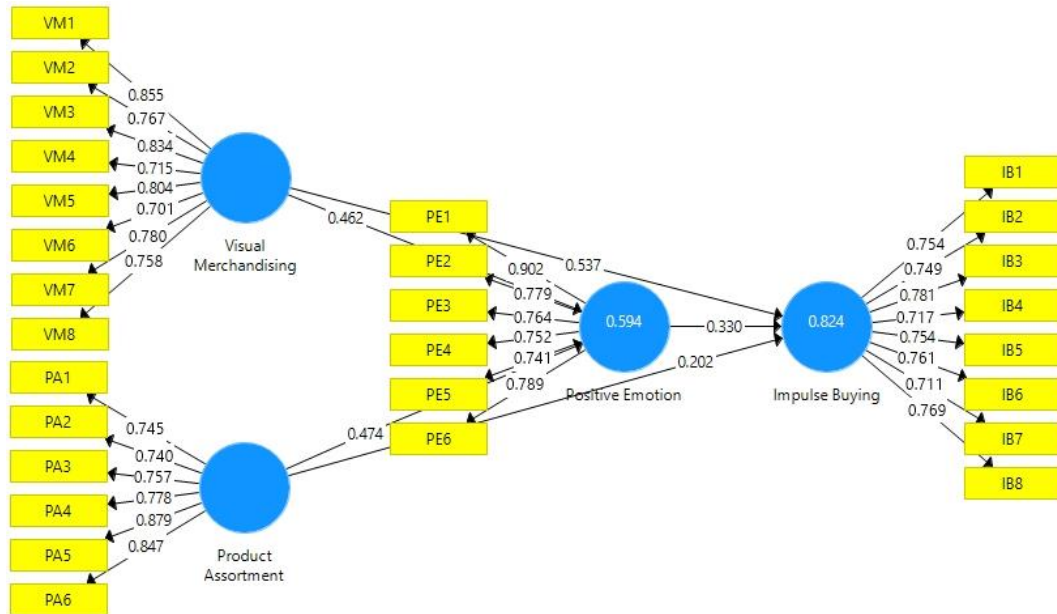 VM1
VM2
VM3
VM4
VM5
VM6
VM7
VM8
0.855
0.767
0.834
0.715
0.804
0.701
0.780
0.758
Visual
Merchandising
PA1
PA2
PA3
PA4
PA5
PA6
0.745
0.740
0.757
0.778
0.879
0.847
Product
Assortment
0.462
0.537
0.474
0.202
PE1
PE2
PE3
PE4
PE5
PE6
0.902
0.779
0.764
0.752
0.741
0.789
0.594
Positive Emotion
0.330
0.824
Impulse Buying
0.754
0.749
0.781
0.717
0.754
0.761
0.711
0.769
IB1
IB2
IB3
IB4
IB5
IB6
IB7
IB8